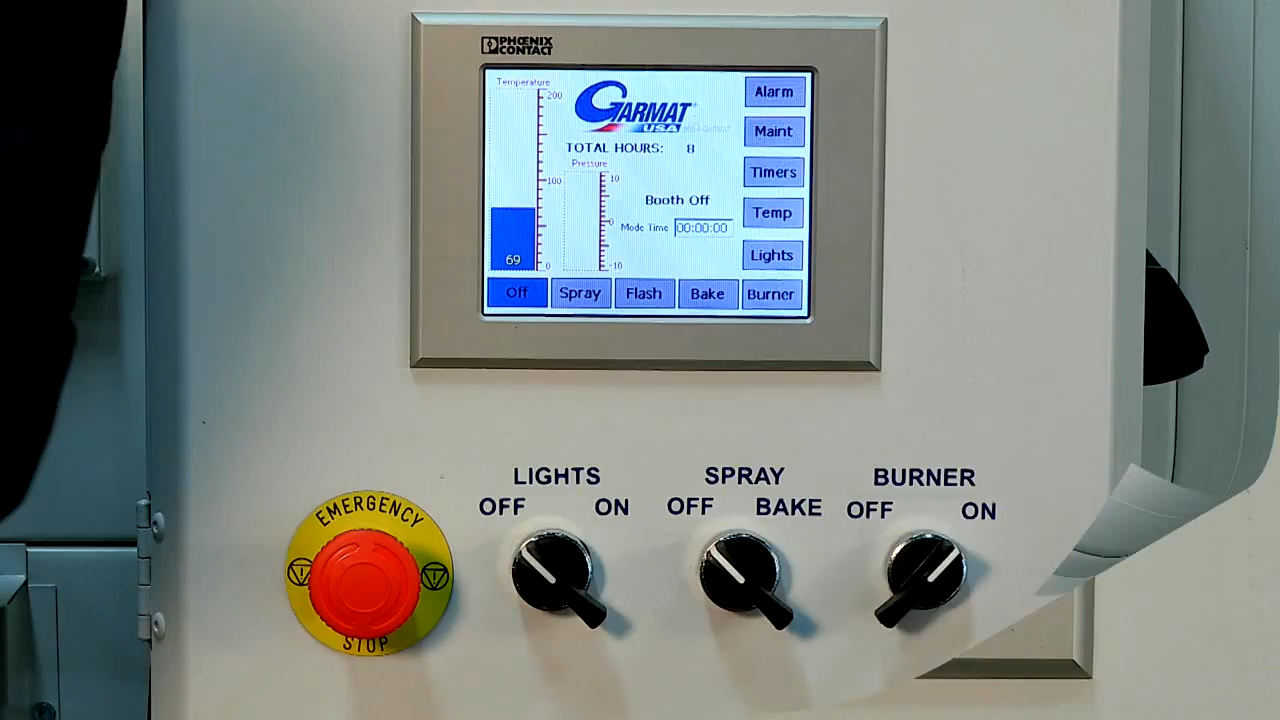 PHŒNIX
CONTACT
Temperature
200
100
0
69
GARMAT
USA
TOTAL HOURS: 8
Pressure
10
0
-10
Booth Off
Mode Time 00:00:00
Alarm
Maint
Timers
Temp
Lights
Off Spray Flash Bake Burner
LIGHTS
OFF ON
SPRAY
OFF BAKE
BURNER
OFF ON
EMERGENCY
STOP